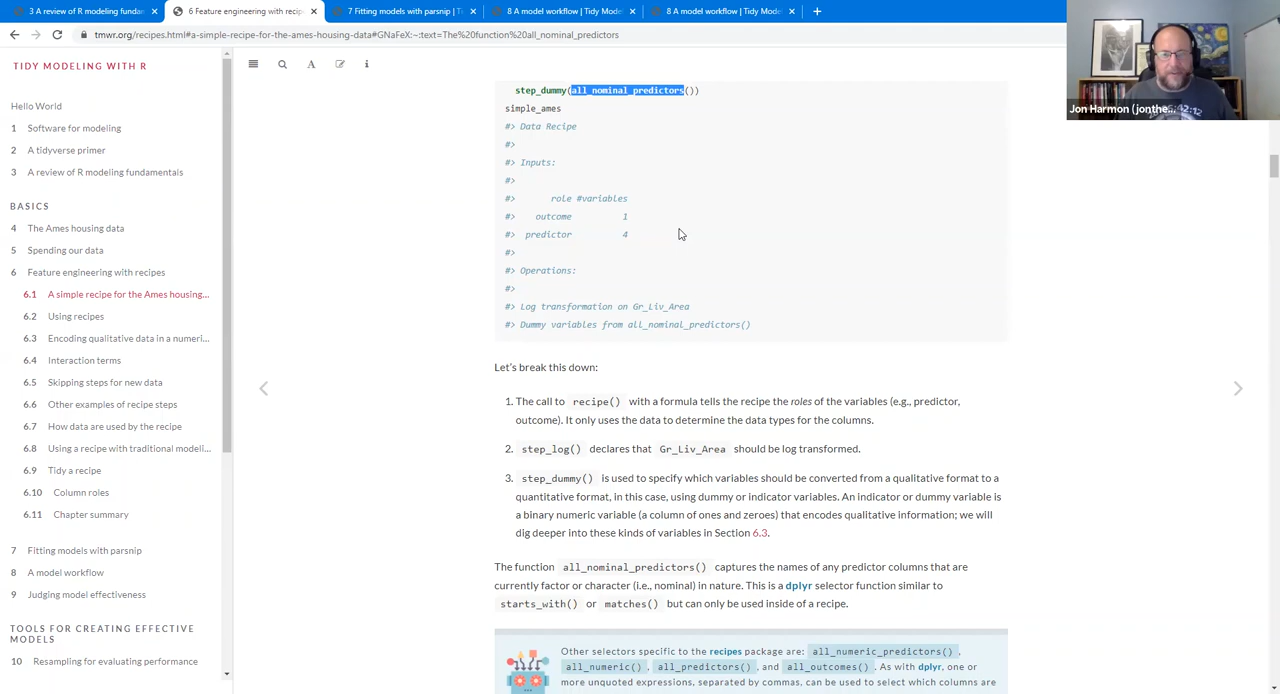 3 A review of R modeling fundam
6 Feature engineering with recip
7 Fitting models with parsnip | T
8 A model workflow | Tidy Model
8 A model workflow | Tidy Model
tmwr.org/recipes.html#a-simple-recipe-for-the-ames-housing-data#GNaFeX:~:text=The%20function%20all_nominal_predictors
Jon Harmon (jonthe...
TIDY MODELING WITH R
Hello World
1 Software for modeling
2 A tidyverse primer
3 A review of R modeling fundamentals
BASICS
4 The Ames housing data
5 Spending our data
6 Feature engineering with recipes
6.1 A simple recipe for the Ames housing...
6.2 Using recipes
6.3 Encoding qualitative data in a numeri...
6.4 Interaction terms
6.5 Skipping steps for new data
6.6 Other examples of recipe steps
6.7 How data are used by the recipe
6.8 Using a recipe with traditional modeli...
6.9 Tidy a recipe
6.10 Column roles
6.11 Chapter summary
7 Fitting models with parsnip
8 A model workflow
9 Judging model effectiveness
TOOLS FOR CREATING EFFECTIVE
MODELS
10 Resampling for evaluating performance
step_dummy(all_nominal_predictors())
simple_ames
#> Data Recipe
#>
#> Inputs:
#>
#> role #variables
#> outcome 1
#> predictor 4
#>
#> Operations:
#>
#> Log transformation on Gr_Liv_Area
#> Dummy variables from all_nominal_predictors()
Let's break this down:
1. The call to recipe() with a formula tells the recipe the roles of the variables (e.g., predictor,
outcome). It only uses the data to determine the data types for the columns.
2. step_log() declares that Gr_Liv_Area should be log transformed.
3. step_dummy() is used to specify which variables should be converted from a qualitative format to a
quantitative format, in this case, using dummy or indicator variables. An indicator or dummy variable is
a binary numeric variable (a column of ones and zeroes) that encodes qualitative information; we will
dig deeper into these kinds of variables in Section 6.3.
The function all_nominal_predictors() captures the names of any predictor columns that are
currently factor or character (i.e., nominal) in nature. This is a dplyr selector function similar to
starts_with() or matches() but can only be used inside of a recipe.
Other selectors specific to the recipes package are: all_numeric_predictors(),
all_numeric(), all_predictors(), and all_outcomes(). As with dplyr, one or
more unquoted expressions, separated by commas, can be used to select which columns are